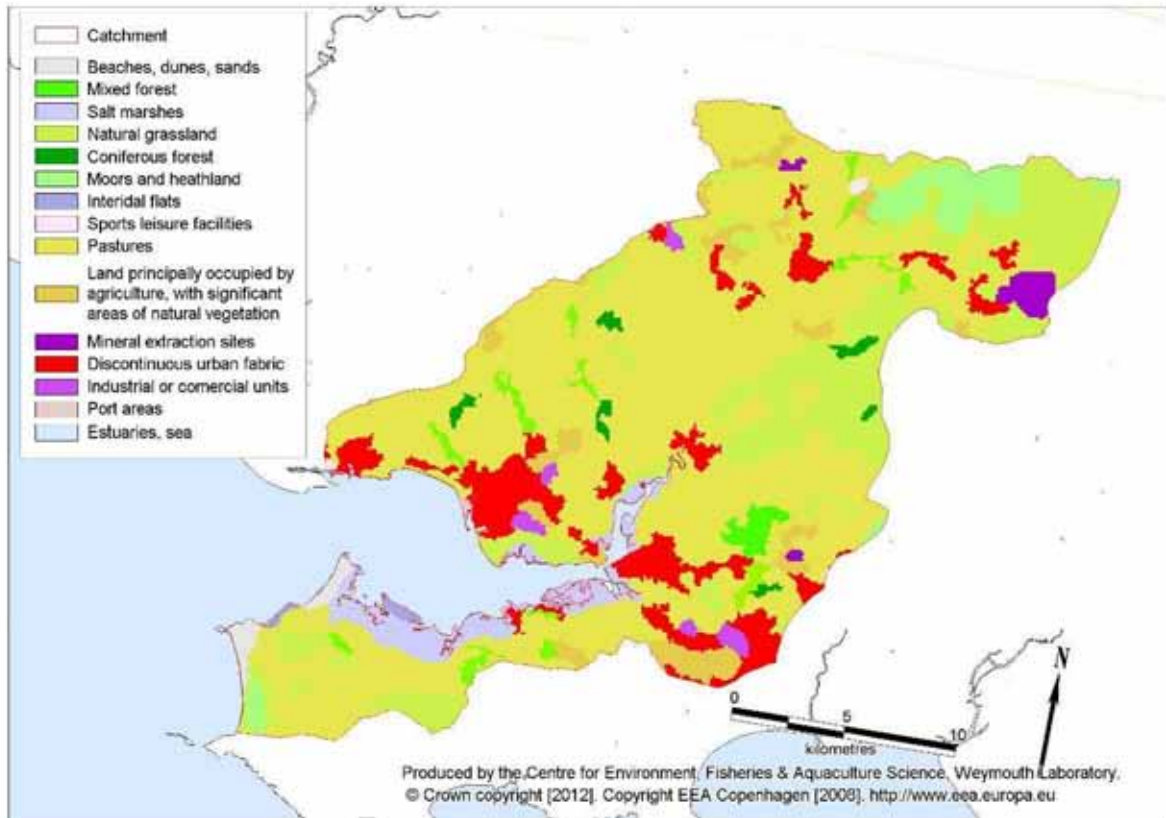 Catchment
Beaches, dunes, sands
Mixed forest
Salt marshes
Natural grassland
Coniferous forest
Moors and heathland
Interidal flats
Sports leisure facilities
Pastures
Land principally occupied by
agriculture, with significant
areas of natural vegetation
Mineral extraction sites
Discontinuous urban fabric
Industrial or comercial units
Port areas
Estuaries, sea
N
0
5
10
kilometres
Produced by the Centre for Environment, Fisheries & Aquaculture Science, Weymouth Laboratory.
© Crown copyright [2012]. Copyright EEA Copenhagen [2008]. http://www.eea.europa.eu